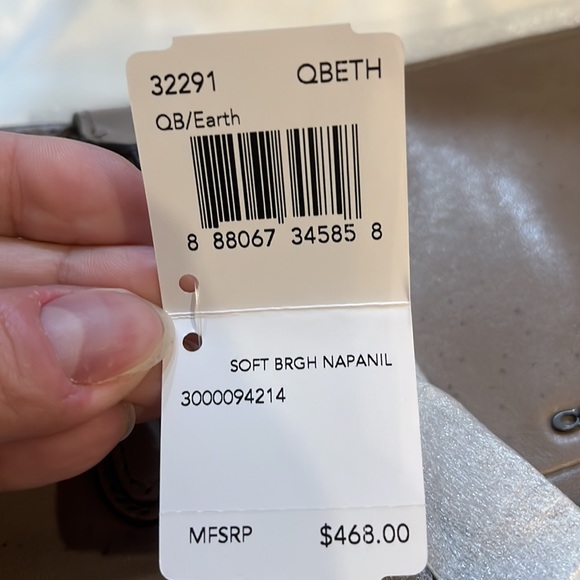 32291 QBETH
QB/Earth
8 88067 34585 8
SOFT BRGH NAPANIL
3000094214
MFSRP $468.00